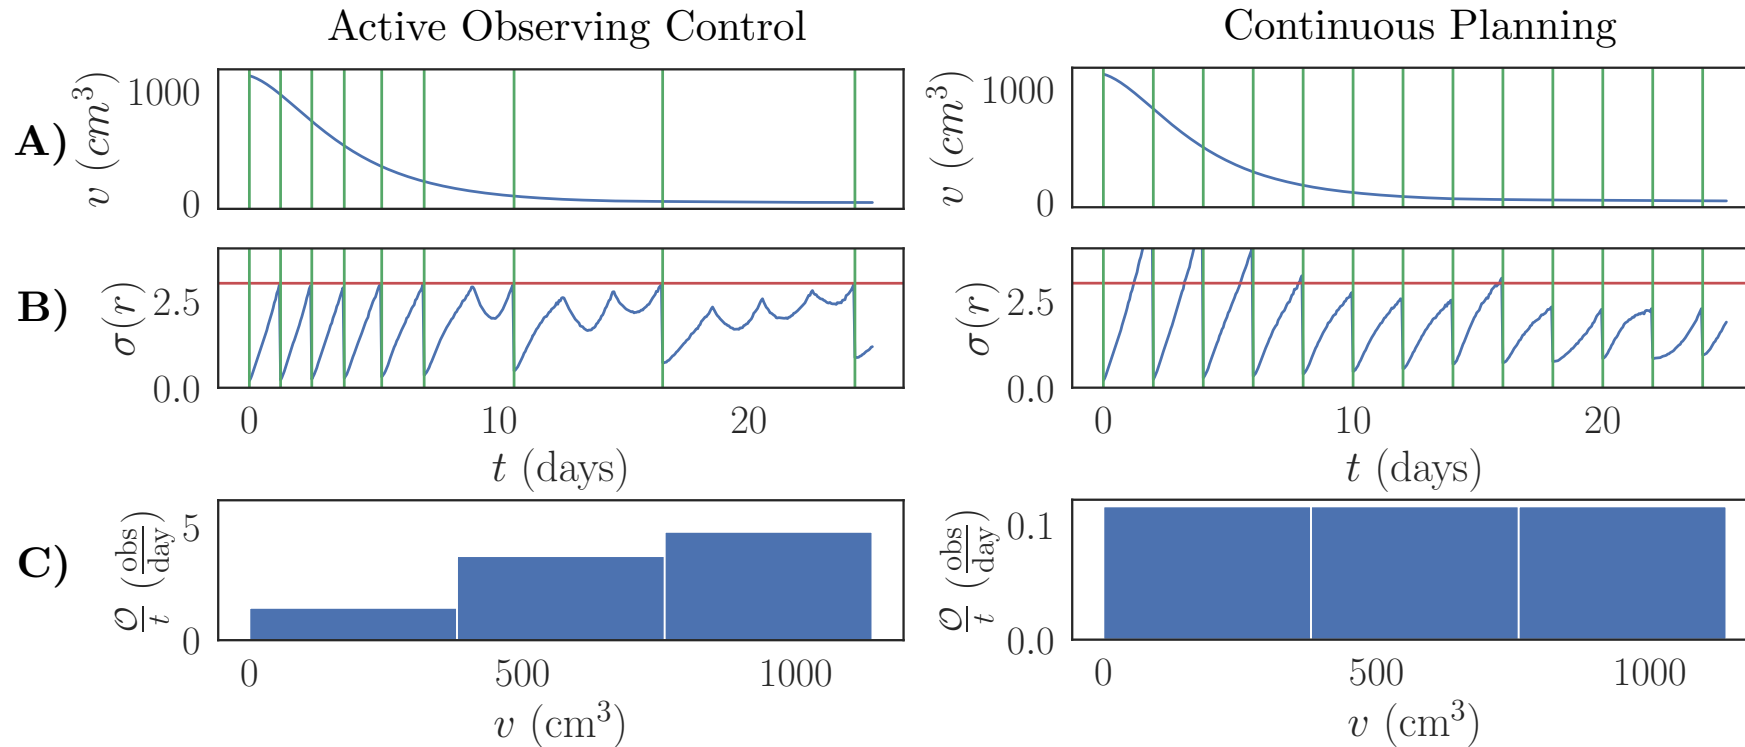 Active Observing Control
Continuous Planning
A)
v (cm³)
1000
0
v (cm³)
1000
0
B)
σ(r)
2.5
0.0
0 10 20
t (days)
σ(r)
2.5
0.0
0 10 20
t (days)
C)
𝒪/t (obs/day)
5
0
0 500 1000
v (cm³)
𝒪/t (obs/day)
0.1
0.0
0 500 1000
v (cm³)